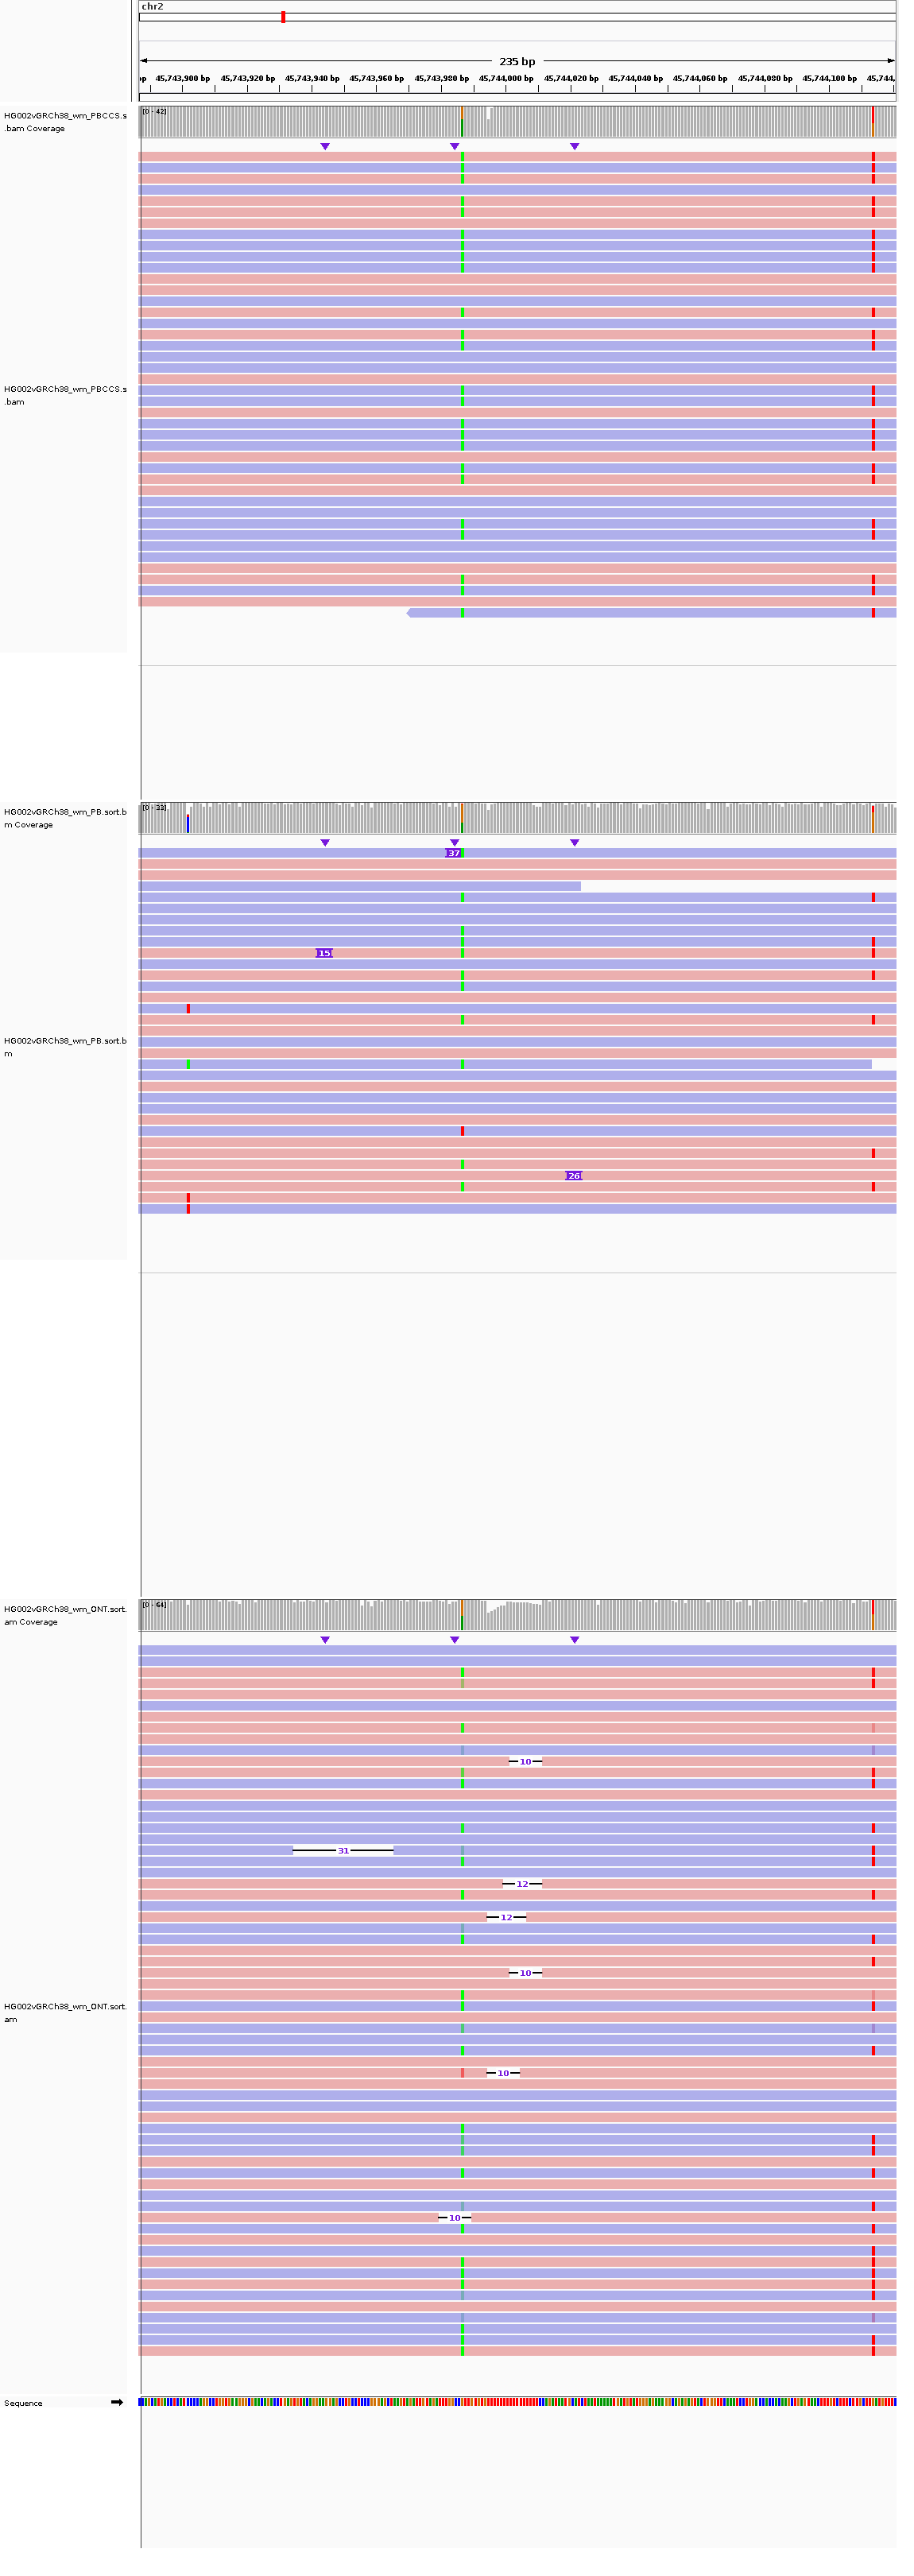 chr2
235 bp
bp 45,743,900 bp 45,743,920 bp 45,743,940 bp 45,743,960 bp 45,743,980 bp 45,744,000 bp 45,744,020 bp 45,744,040 bp 45,744,060 bp 45,744,080 bp 45,744,100 bp 45,744,
[0 - 42]
HG002vGRCh38_wm_PBCCS.s
.bam Coverage
HG002vGRCh38_wm_PBCCS.s
.bam
[0 - 33]
HG002vGRCh38_wm_PB.sort.b
m Coverage
37
15
HG002vGRCh38_wm_PB.sort.b
m
26
[0 - 64]
HG002vGRCh38_wm_ONT.sort.
am Coverage
10
31
12
12
10
HG002vGRCh38_wm_ONT.sort.
am
10
10
Sequence